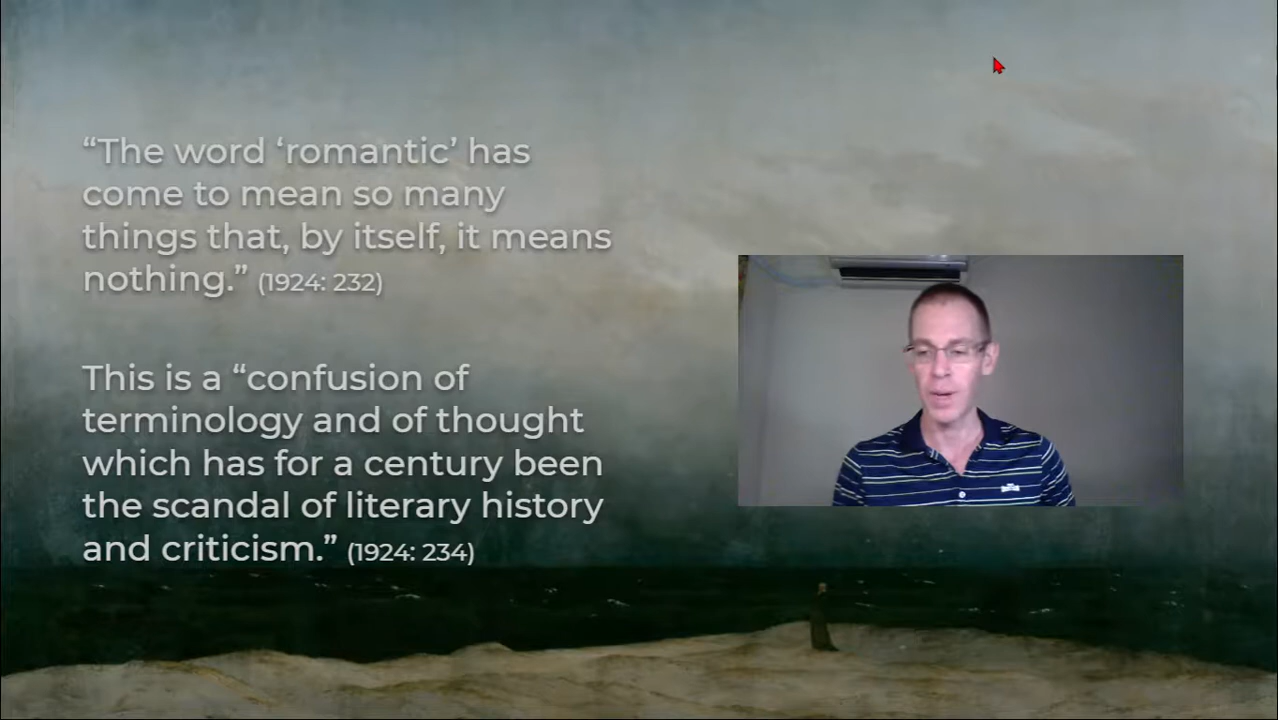 “The word ‘romantic’ has
come to mean so many
things that, by itself, it means
nothing.” (1924: 232)
This is a “confusion of
terminology and of thought
which has for a century been
the scandal of literary history
and criticism.” (1924: 234)